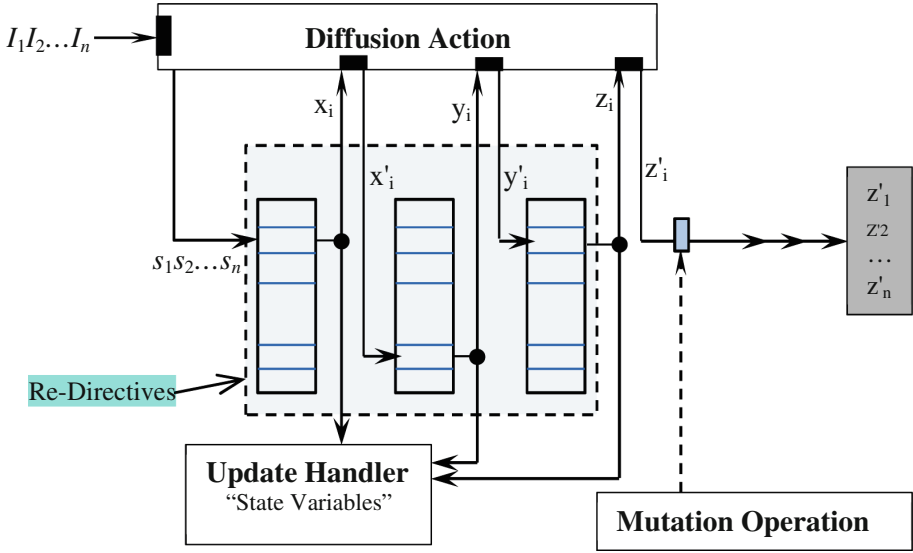 Diffusion Action
I₁I₂…Iₙ
xᵢ
yᵢ
zᵢ
x'ᵢ
y'ᵢ
z'ᵢ
s₁s₂…sₙ
z'₁
z'2
…
z'ₙ
Re-Directives
Update Handler
“State Variables”
Mutation Operation